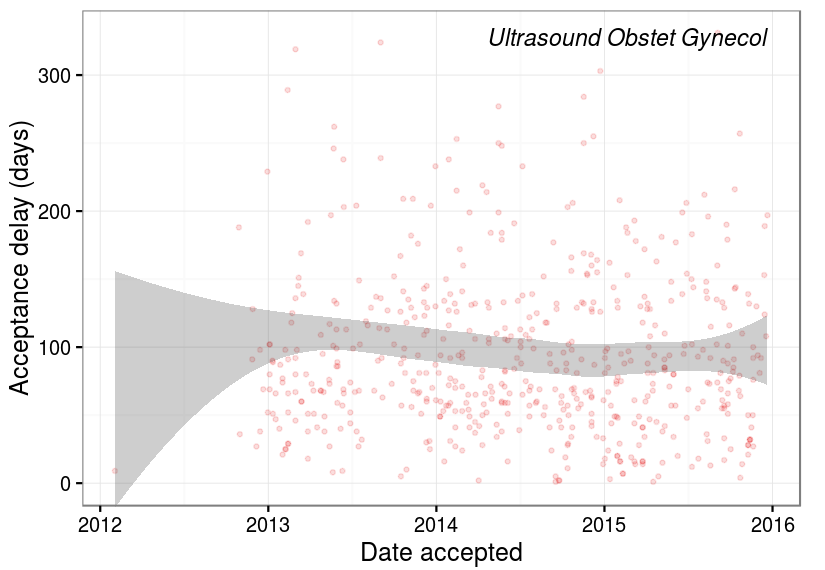 Ultrasound Obstet Gynecol
Acceptance delay (days)
300
200
100
0
2012 2013 2014 2015 2016
Date accepted